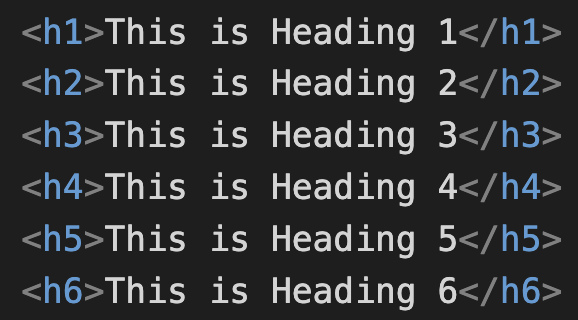 <h1>This is Heading 1</h1>
<h2>This is Heading 2</h2>
<h3>This is Heading 3</h3>
<h4>This is Heading 4</h4>
<h5>This is Heading 5</h5>
<h6>This is Heading 6</h6>